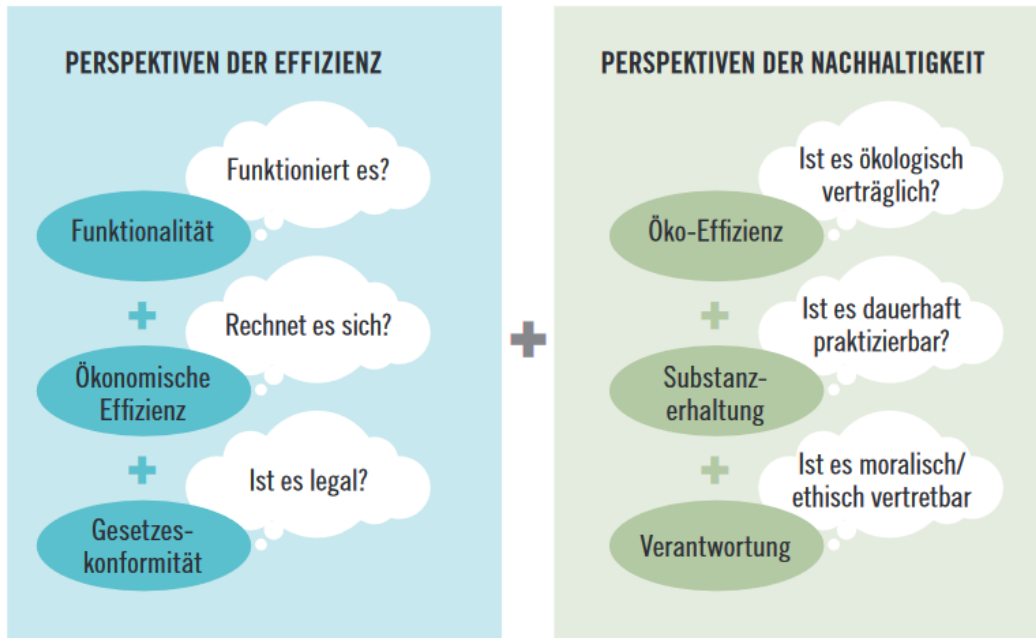 PERSPEKTIVEN DER EFFIZIENZ
Funktioniert es?
Funktionalität
+
Rechnet es sich?
Ökonomische
Effizienz
+
Ist es legal?
Gesetzes-
konformität
+
PERSPEKTIVEN DER NACHHALTIGKEIT
Ist es ökologisch
verträglich?
Öko-Effizienz
+
Ist es dauerhaft
praktizierbar?
Substanz-
erhaltung
+
Ist es moralisch/
ethisch vertretbar
Verantwortung